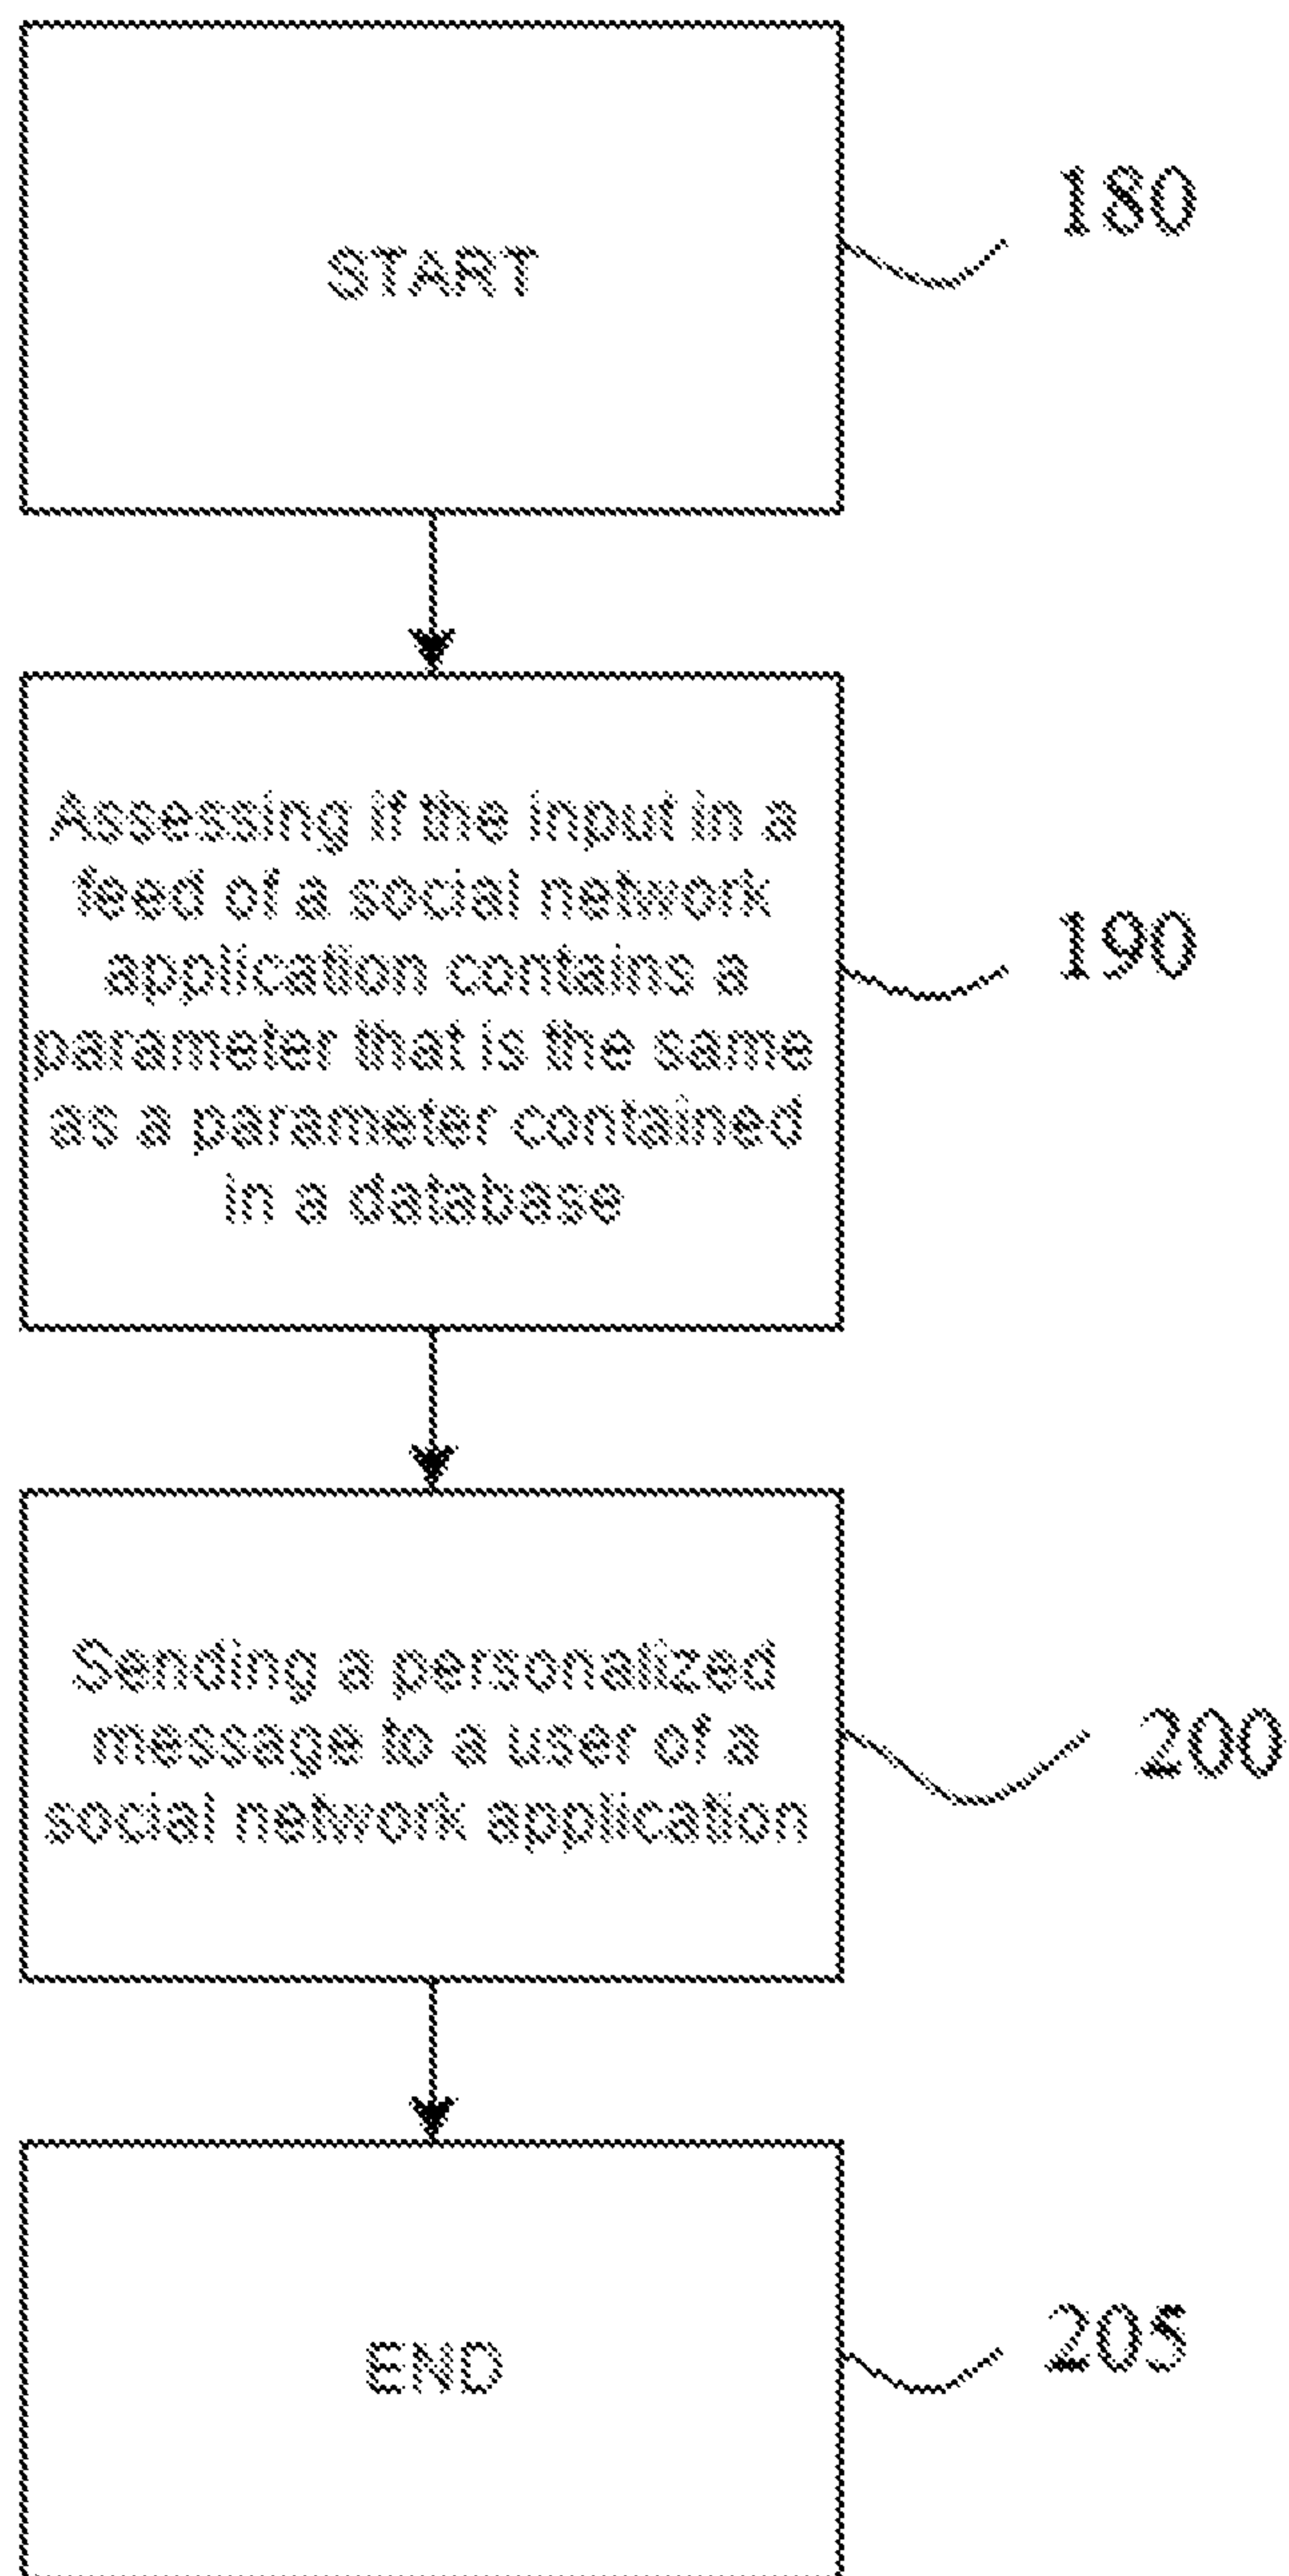 START
180
Assessing if the input in a
feed of a social network
application contains a
parameter that is the same
as a parameter contained
in a database
190
Sending a personalized
message to a user of a
social network application
200
END
205